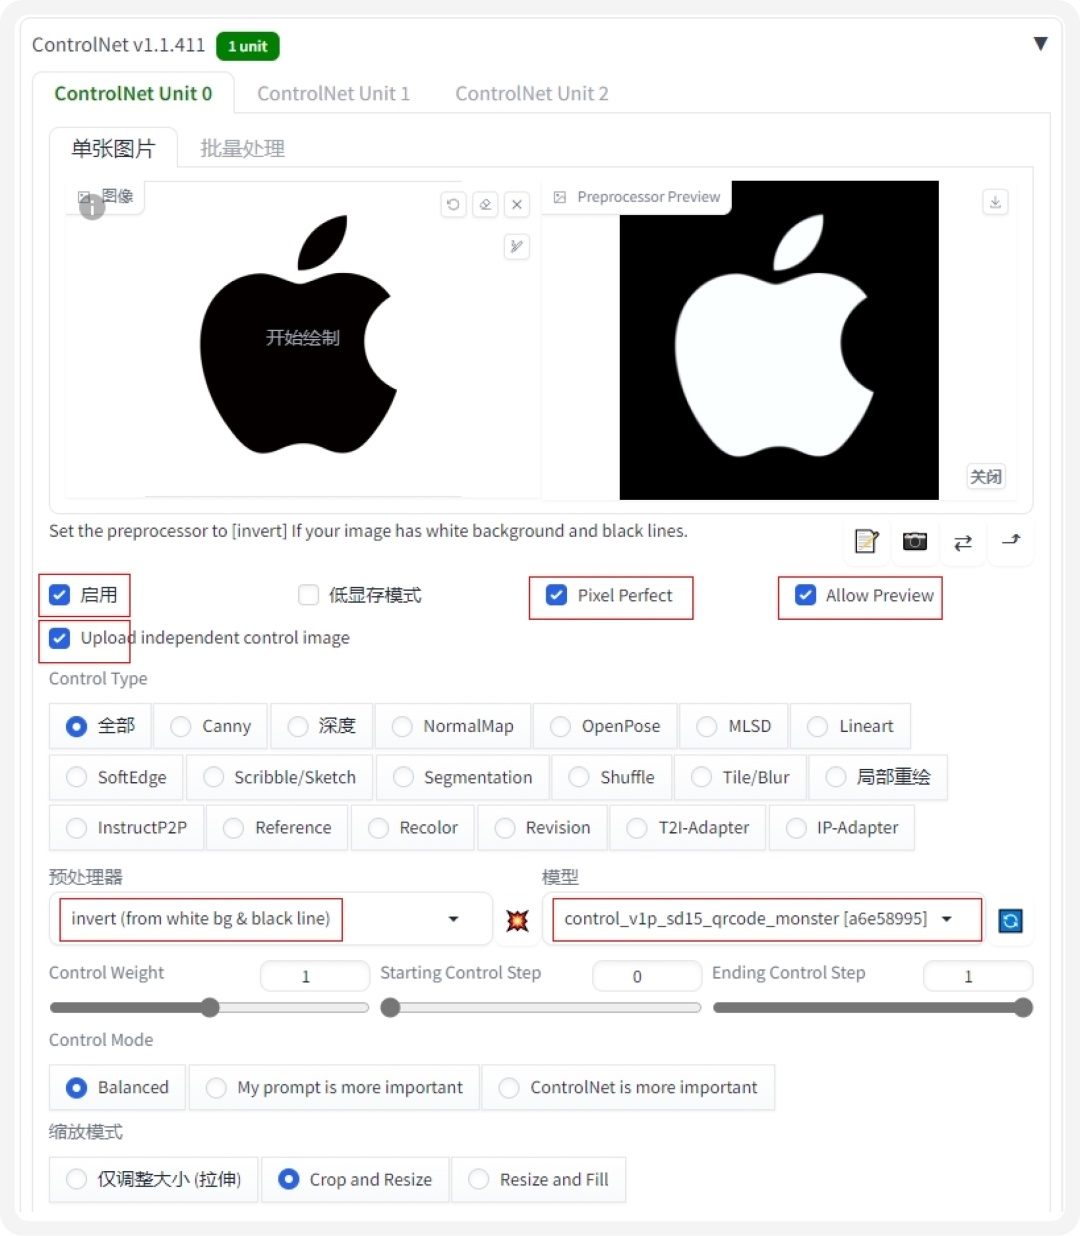 ControlNet v1.1.411 1 unit
ControlNet Unit 0 ControlNet Unit 1 ControlNet Unit 2
单张图片 批量处理
图像 Preprocessor Preview
开始绘制
关闭
Set the preprocessor to [invert] If your image has white background and black lines.
启用 低显存模式 Pixel Perfect Allow Preview
Upload independent control image
Control Type
全部 Canny 深度 NormalMap OpenPose MLSD Lineart
SoftEdge Scribble/Sketch Segmentation Shuffle Tile/Blur 局部重绘
InstructP2P Reference Recolor Revision T2I-Adapter IP-Adapter
预处理器 模型
invert (from white bg & black line) control_v1p_sd15_qrcode_monster [a6e58995]
Control Weight 1 Starting Control Step 0 Ending Control Step 1
Control Mode
Balanced My prompt is more important ControlNet is more important
缩放模式
仅调整大小 (拉伸) Crop and Resize Resize and Fill